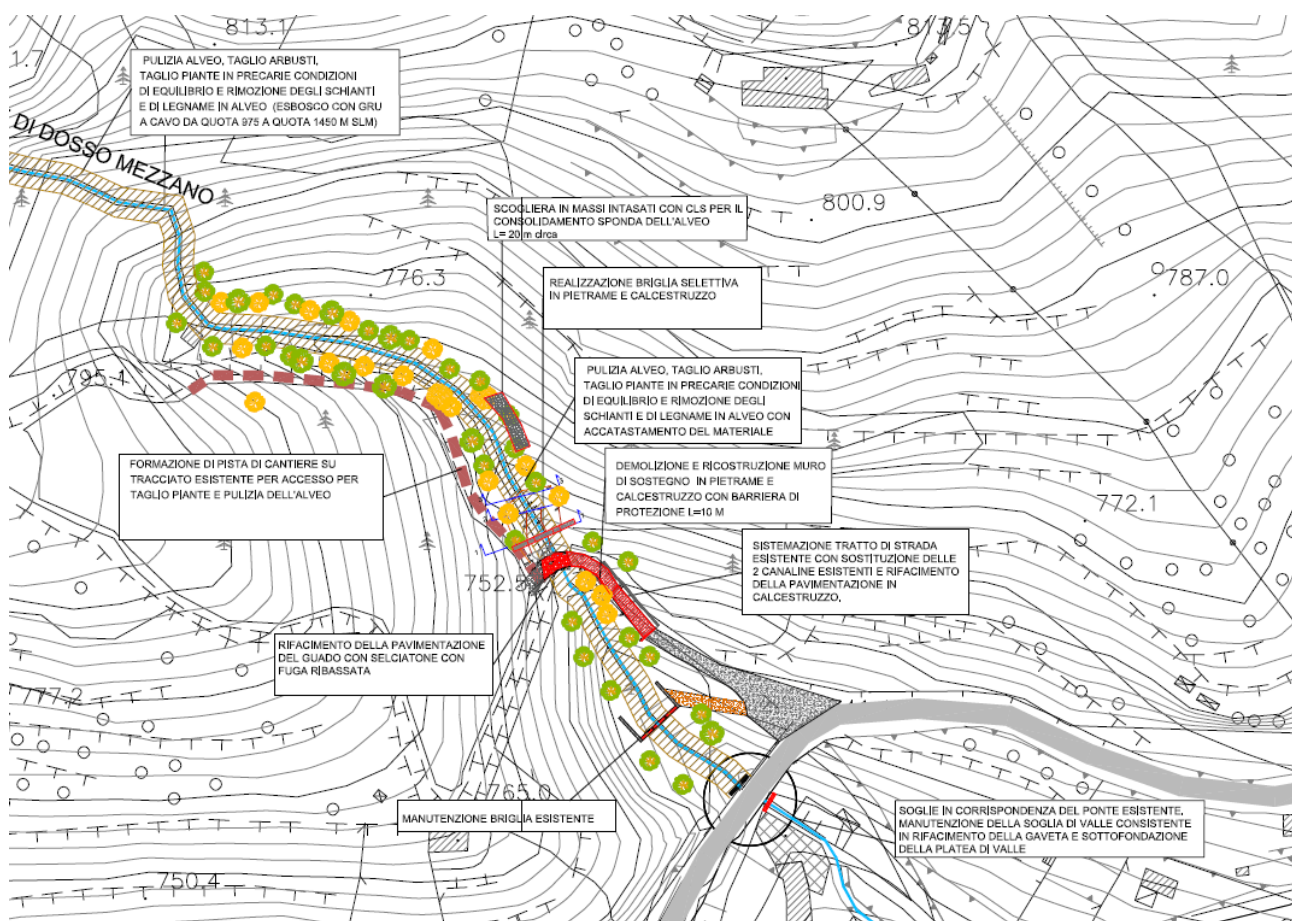 813.1
813.5
1.7
PULIZIA ALVEO, TAGLIO ARBUSTI,
TAGLIO PIANTE IN PRECARIE CONDIZIONI
DI EQUILIBRIO E RIMOZIONE DEGLI SCHIANTI
E DI LEGNAME IN ALVEO (ESBOSCO CON GRU
A CAVO DA QUOTA 975 A QUOTA 1450 M SLM)
DI DOSSO MEZZANO
SCOGLIERA IN MASSI INTASATI CON CLS PER IL
CONSOLIDAMENTO SPONDA DELL'ALVEO
L= 20 m circa
800.9
776.3
787.0
REALIZZAZIONE BRIGLIA SELETTIVA
IN PIETRAME E CALCESTRUZZO
795.1
PULIZIA ALVEO, TAGLIO ARBUSTI,
TAGLIO PIANTE IN PRECARIE CONDIZIONI
DI EQUILIBRIO E RIMOZIONE DEGLI
SCHIANTI E DI LEGNAME IN ALVEO CON
ACCATASTAMENTO DEL MATERIALE
FORMAZIONE DI PISTA DI CANTIERE SU
TRACCIATO ESISTENTE PER ACCESSO PER
TAGLIO PIANTE E PULIZIA DELL'ALVEO
DEMOLIZIONE E RICOSTRUZIONE MURO
DI SOSTEGNO IN PIETRAME E
CALCESTRUZZO CON BARRIERA DI
PROTEZIONE L=10 M
772.1
SISTEMAZIONE TRATTO DI STRADA
ESISTENTE CON SOSTITUZIONE DELLE
2 CANALINE ESISTENTI E RIFACIMENTO
DELLA PAVIMENTAZIONE IN
CALCESTRUZZO,
752.8
RIFACIMENTO DELLA PAVIMENTAZIONE
DEL GUADO CON SELCIATONE CON
FUGA RIBASSATA
777.2
765.0
MANUTENZIONE BRIGLIA ESISTENTE
SOGLIE IN CORRISPONDENZA DEL PONTE ESISTENTE,
MANUTENZIONE DELLA SOGLIA DI VALLE CONSISTENTE
IN RIFACIMENTO DELLA GAVETA E SOTTOFONDAZIONE
DELLA PLATEA DI VALLE
750.4